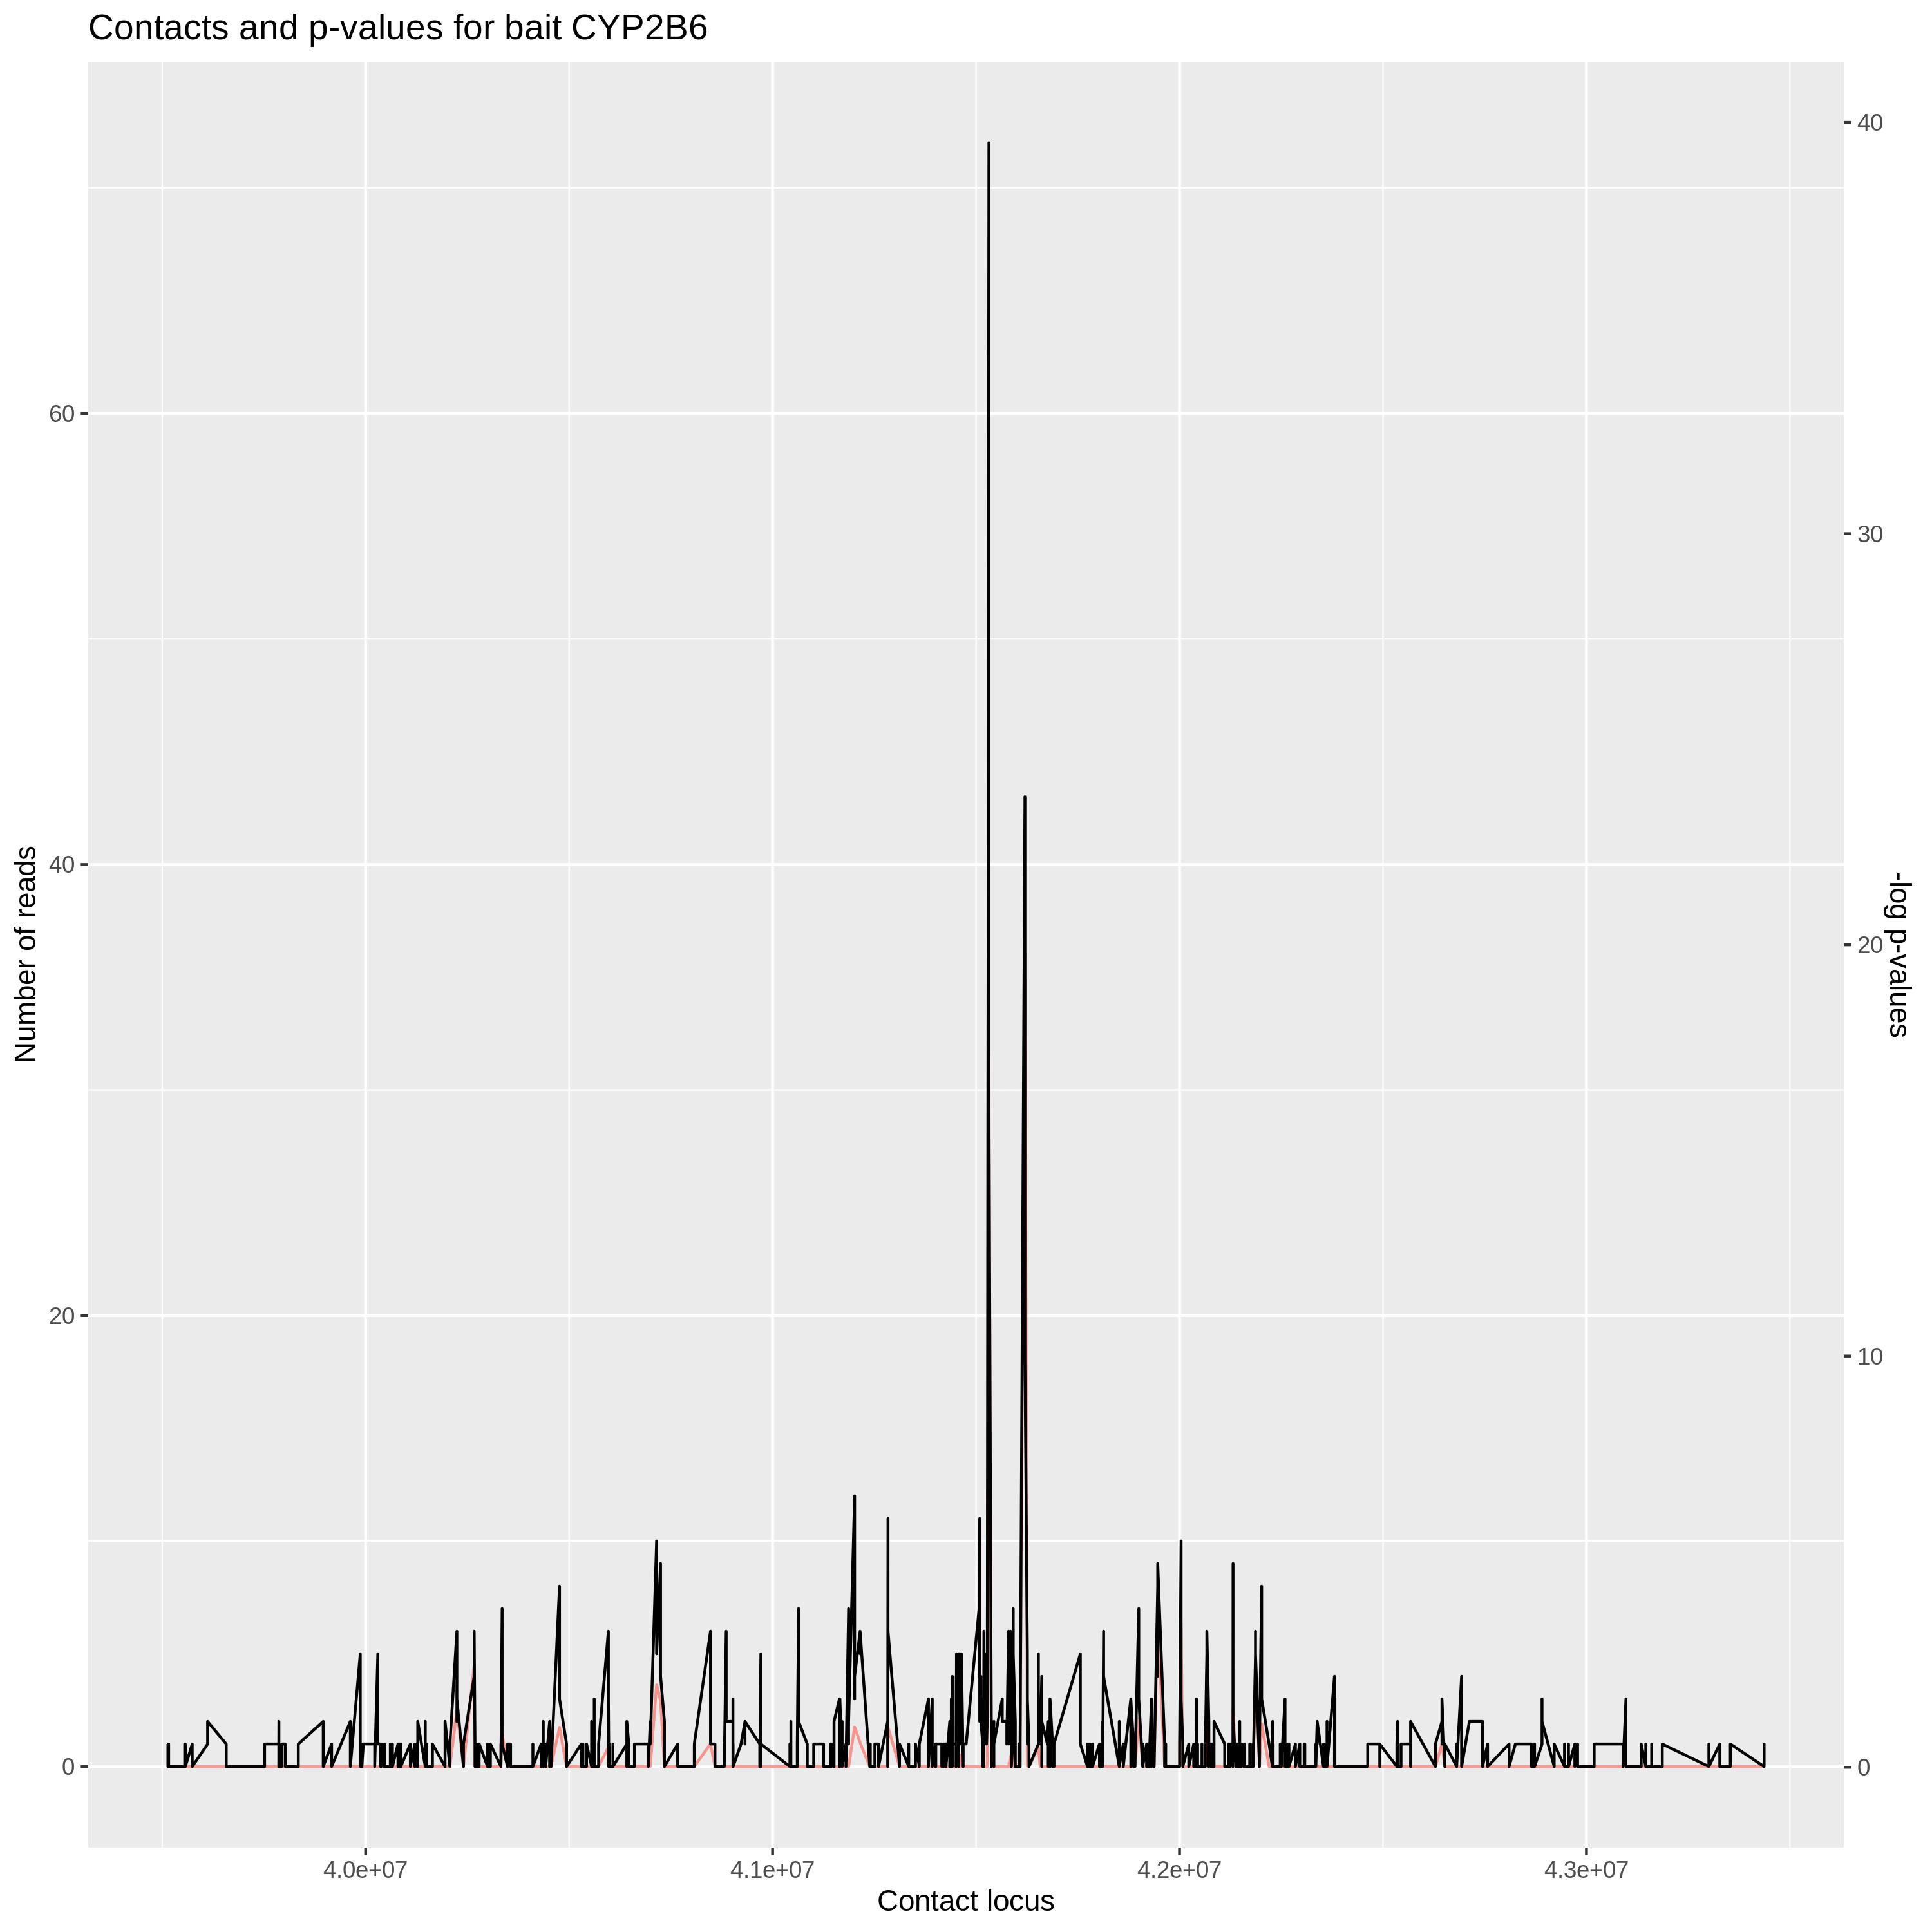 Contacts and p-values for bait CYP2B6
Number of reads
60
40
20
0
40
30
20
10
0
-log p-values
4.0e+07
4.1e+07
4.2e+07
4.3e+07
Contact locus